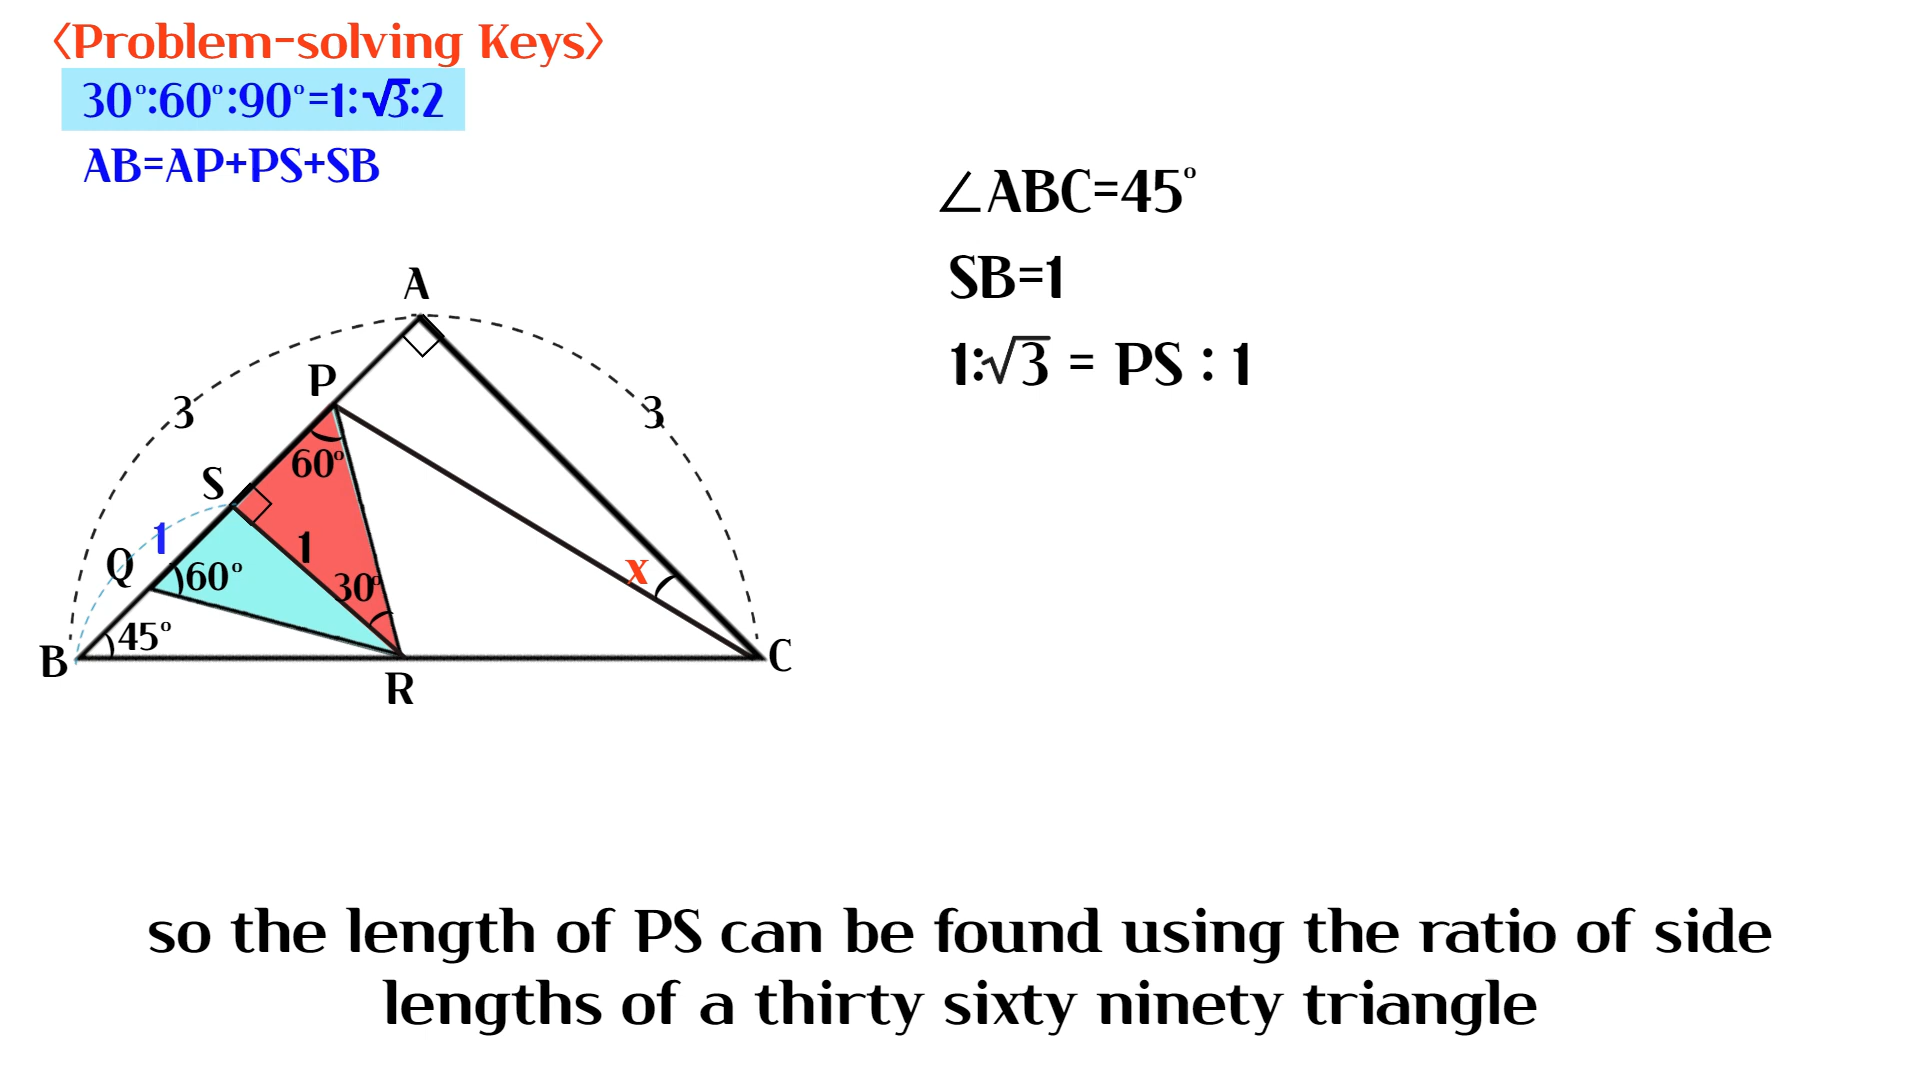 〈Problem-solving Keys〉
30°:60°:90°=1:√3:2
AB=AP+PS+SB
∠ABC=45°
SB=1
1:√3 = PS : 1
A
P
3
3
60°
S
1
1
Q
60°
30°
x
45°
B
C
R
so the length of PS can be found using the ratio of side
lengths of a thirty sixty ninety triangle